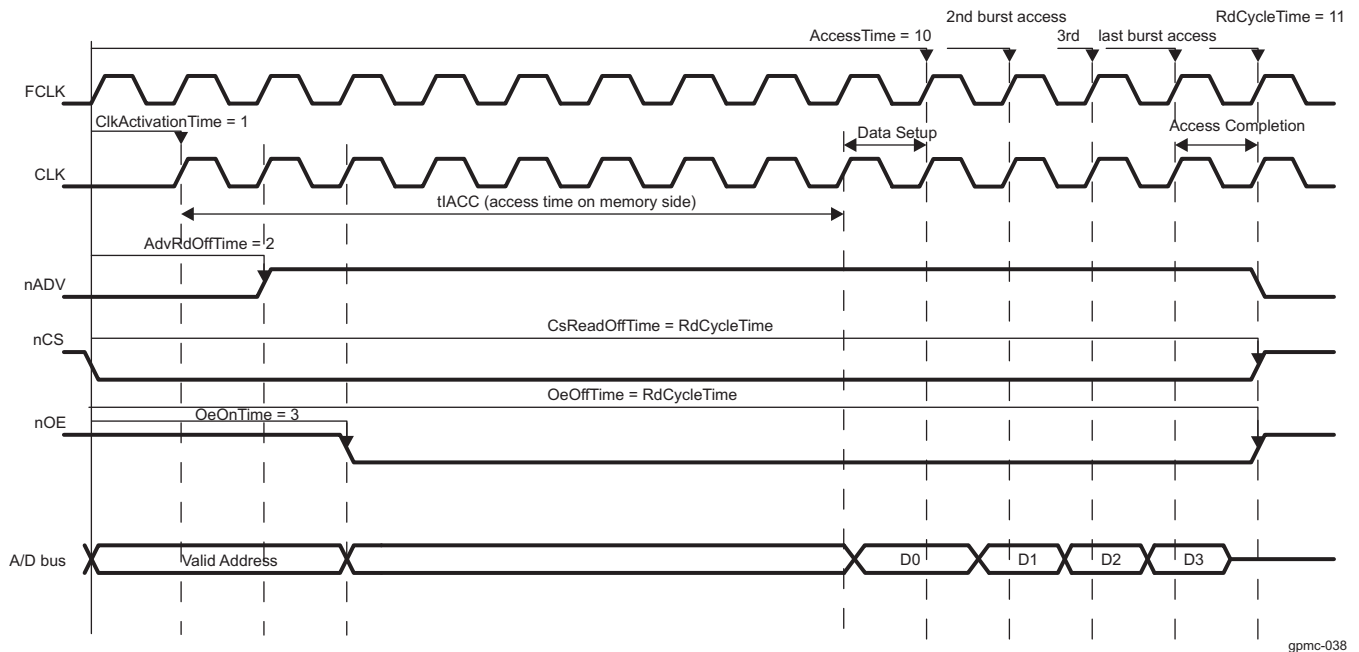 2nd burst access
RdCycleTime = 11
AccessTime = 10
3rd
last burst access
FCLK
ClkActivationTime = 1
Data Setup
Access Completion
CLK
tIACC (access time on memory side)
AdvRdOffTime = 2
nADV
CsReadOffTime = RdCycleTime
nCS
OeOffTime = RdCycleTime
OeOnTime = 3
nOE
A/D bus
Valid Address
D0
D1
D2
D3
gpmc-038